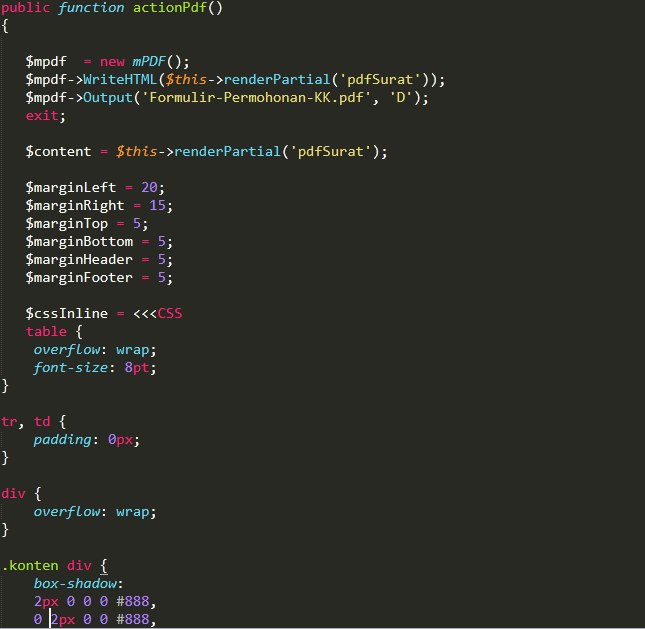 public function actionPdf()
{
$mpdf = new mPDF();
$mpdf->WriteHTML($this->renderPartial('pdfSurat'));
$mpdf->Output('Formulir-Permohonan-KK.pdf', 'D');
exit;
$content = $this->renderPartial('pdfSurat');
$marginLeft = 20;
$marginRight = 15;
$marginTop = 5;
$marginBottom = 5;
$marginHeader = 5;
$marginFooter = 5;
$cssInline = <<<CSS
table {
overflow: wrap;
font-size: 8pt;
}
tr, td {
padding: 0px;
}
div {
overflow: wrap;
}
.konten div {
box-shadow:
2px 0 0 0 #888,
0 2px 0 0 #888,